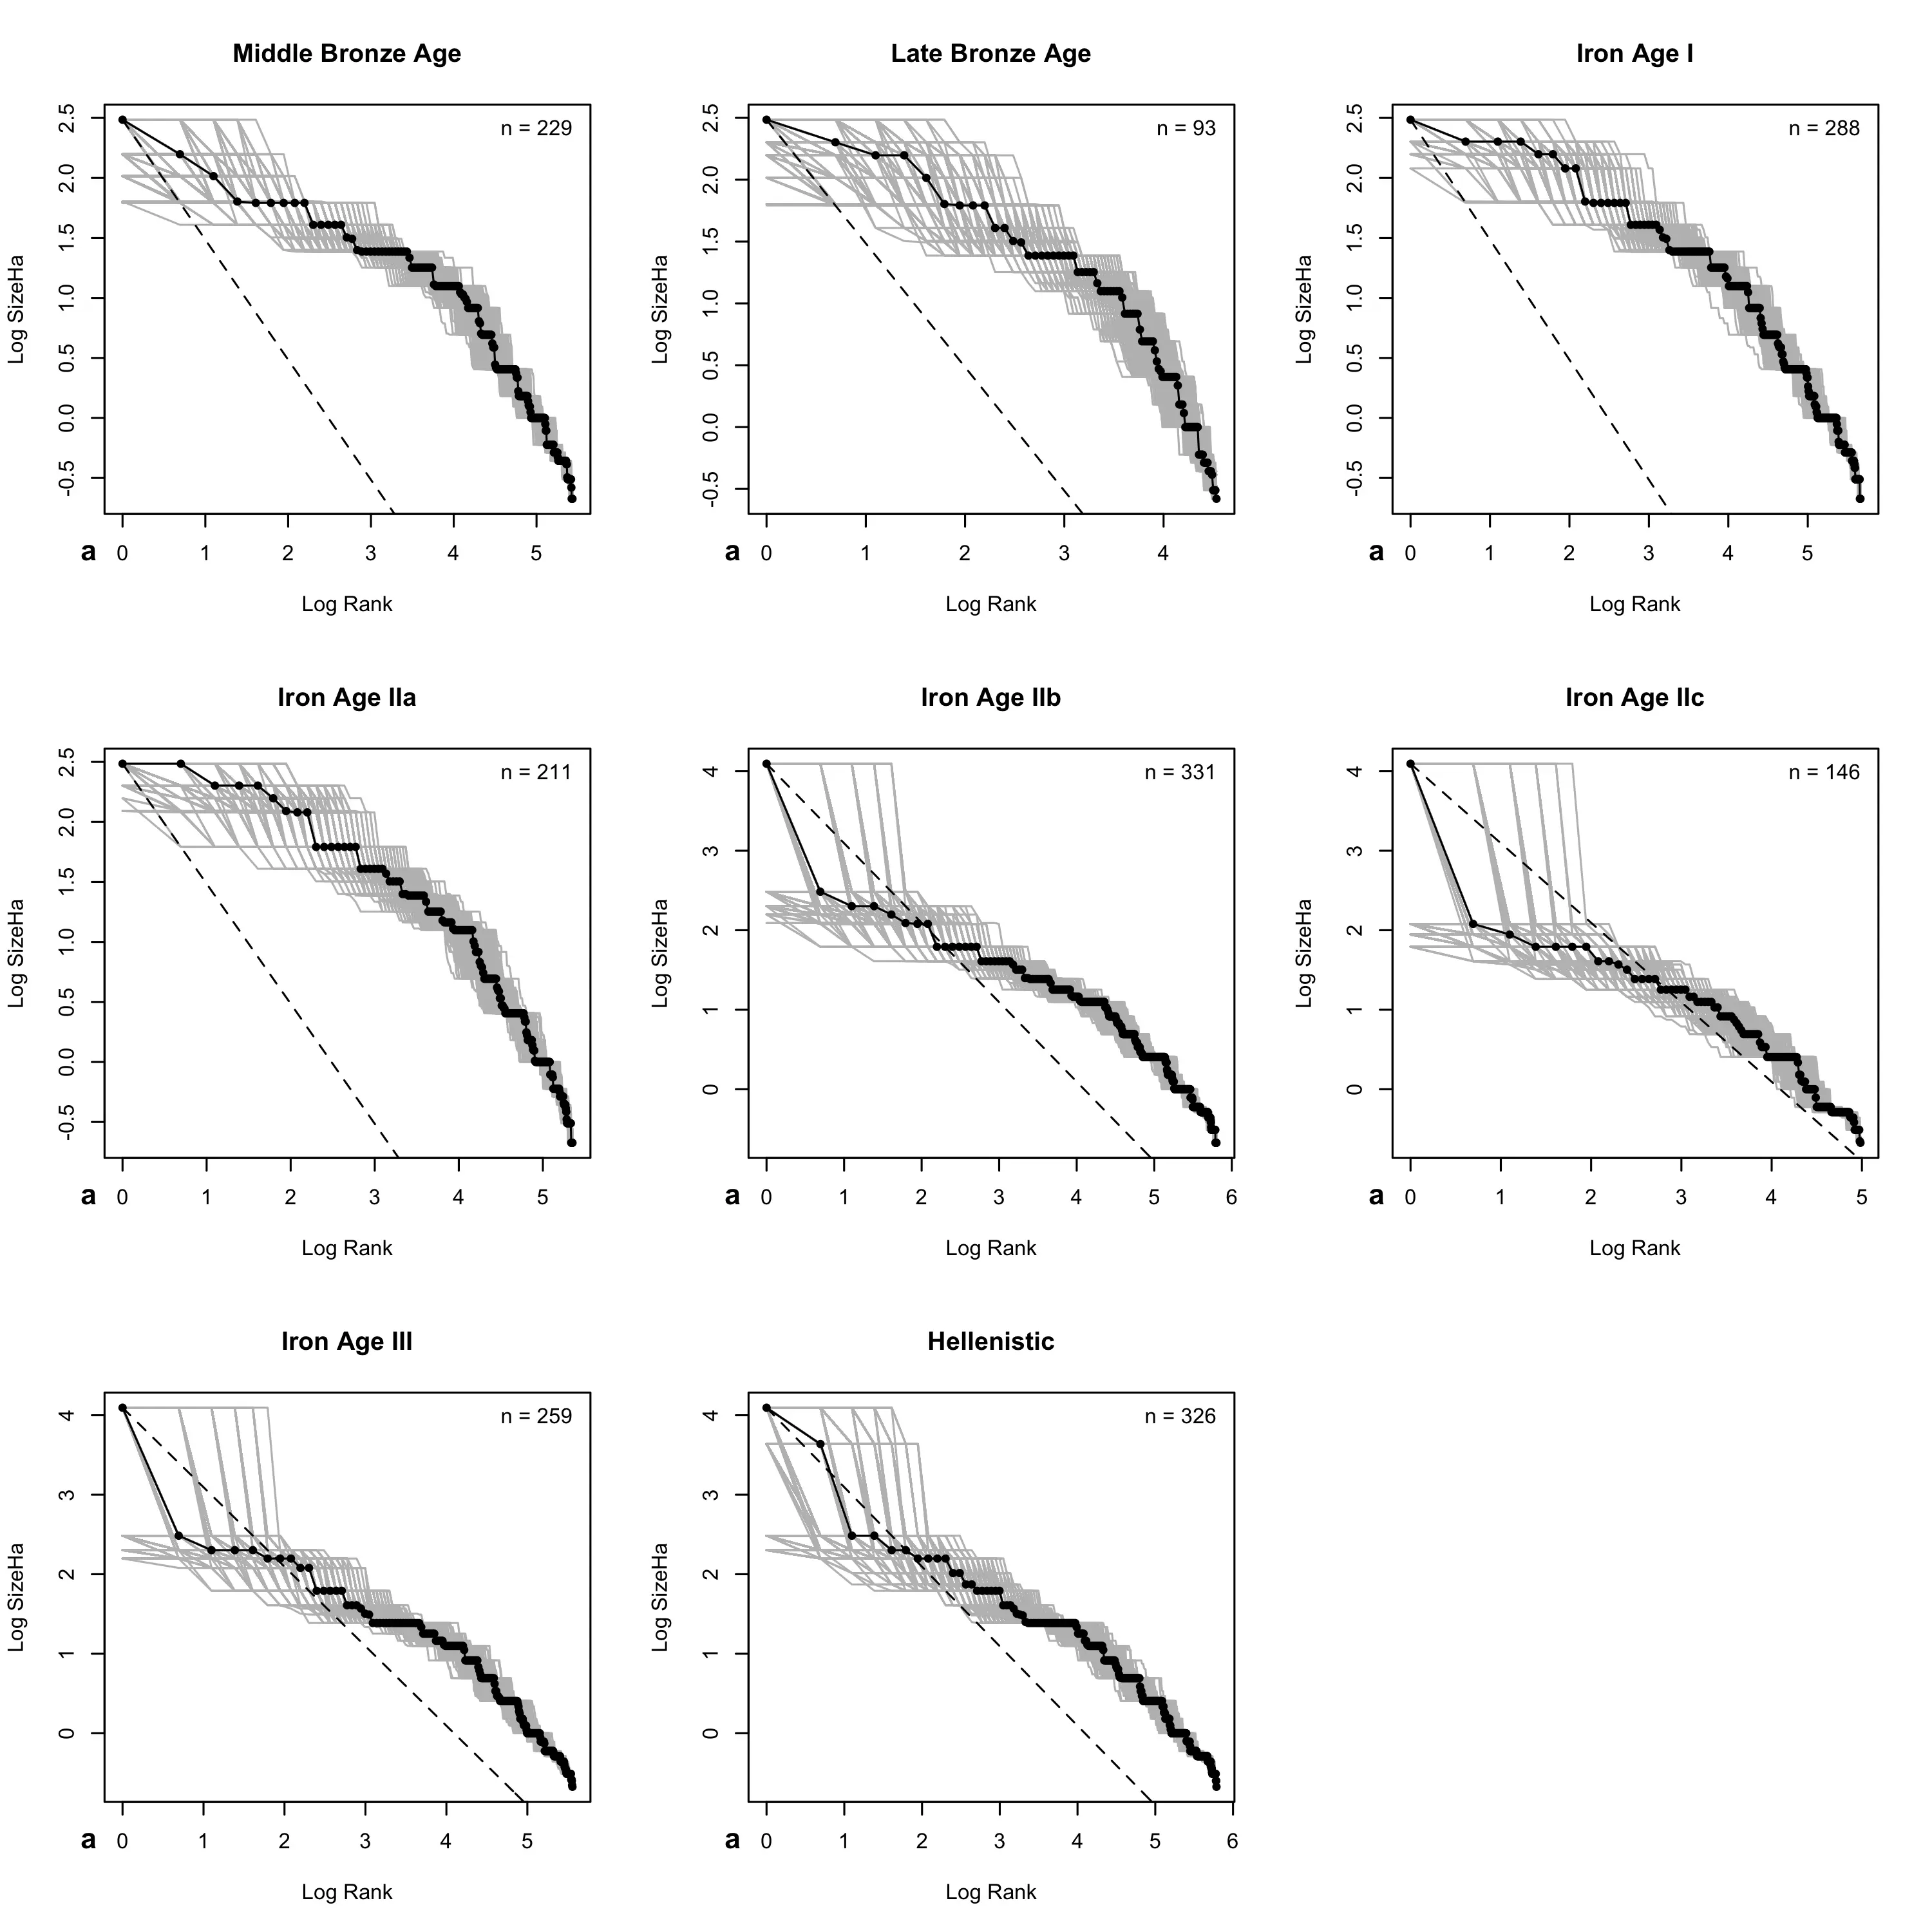 Middle Bronze Age
n = 229
Log SizeHa
2.5
2.0
1.5
1.0
0.5
0.0
-0.5
a 0 1 2 3 4 5
Log Rank
Late Bronze Age
n = 93
Log SizeHa
2.5
2.0
1.5
1.0
0.5
0.0
-0.5
a 0 1 2 3 4
Log Rank
Iron Age I
n = 288
Log SizeHa
2.5
2.0
1.5
1.0
0.5
0.0
-0.5
a 0 1 2 3 4 5
Log Rank
Iron Age IIa
n = 211
Log SizeHa
2.5
2.0
1.5
1.0
0.5
0.0
-0.5
a 0 1 2 3 4 5
Log Rank
Iron Age IIb
n = 331
Log SizeHa
4
3
2
1
0
a 0 1 2 3 4 5 6
Log Rank
Iron Age IIc
n = 146
Log SizeHa
4
3
2
1
0
a 0 1 2 3 4 5
Log Rank
Iron Age III
n = 259
Log SizeHa
4
3
2
1
0
a 0 1 2 3 4 5
Log Rank
Hellenistic
n = 326
Log SizeHa
4
3
2
1
0
a 0 1 2 3 4 5 6
Log Rank